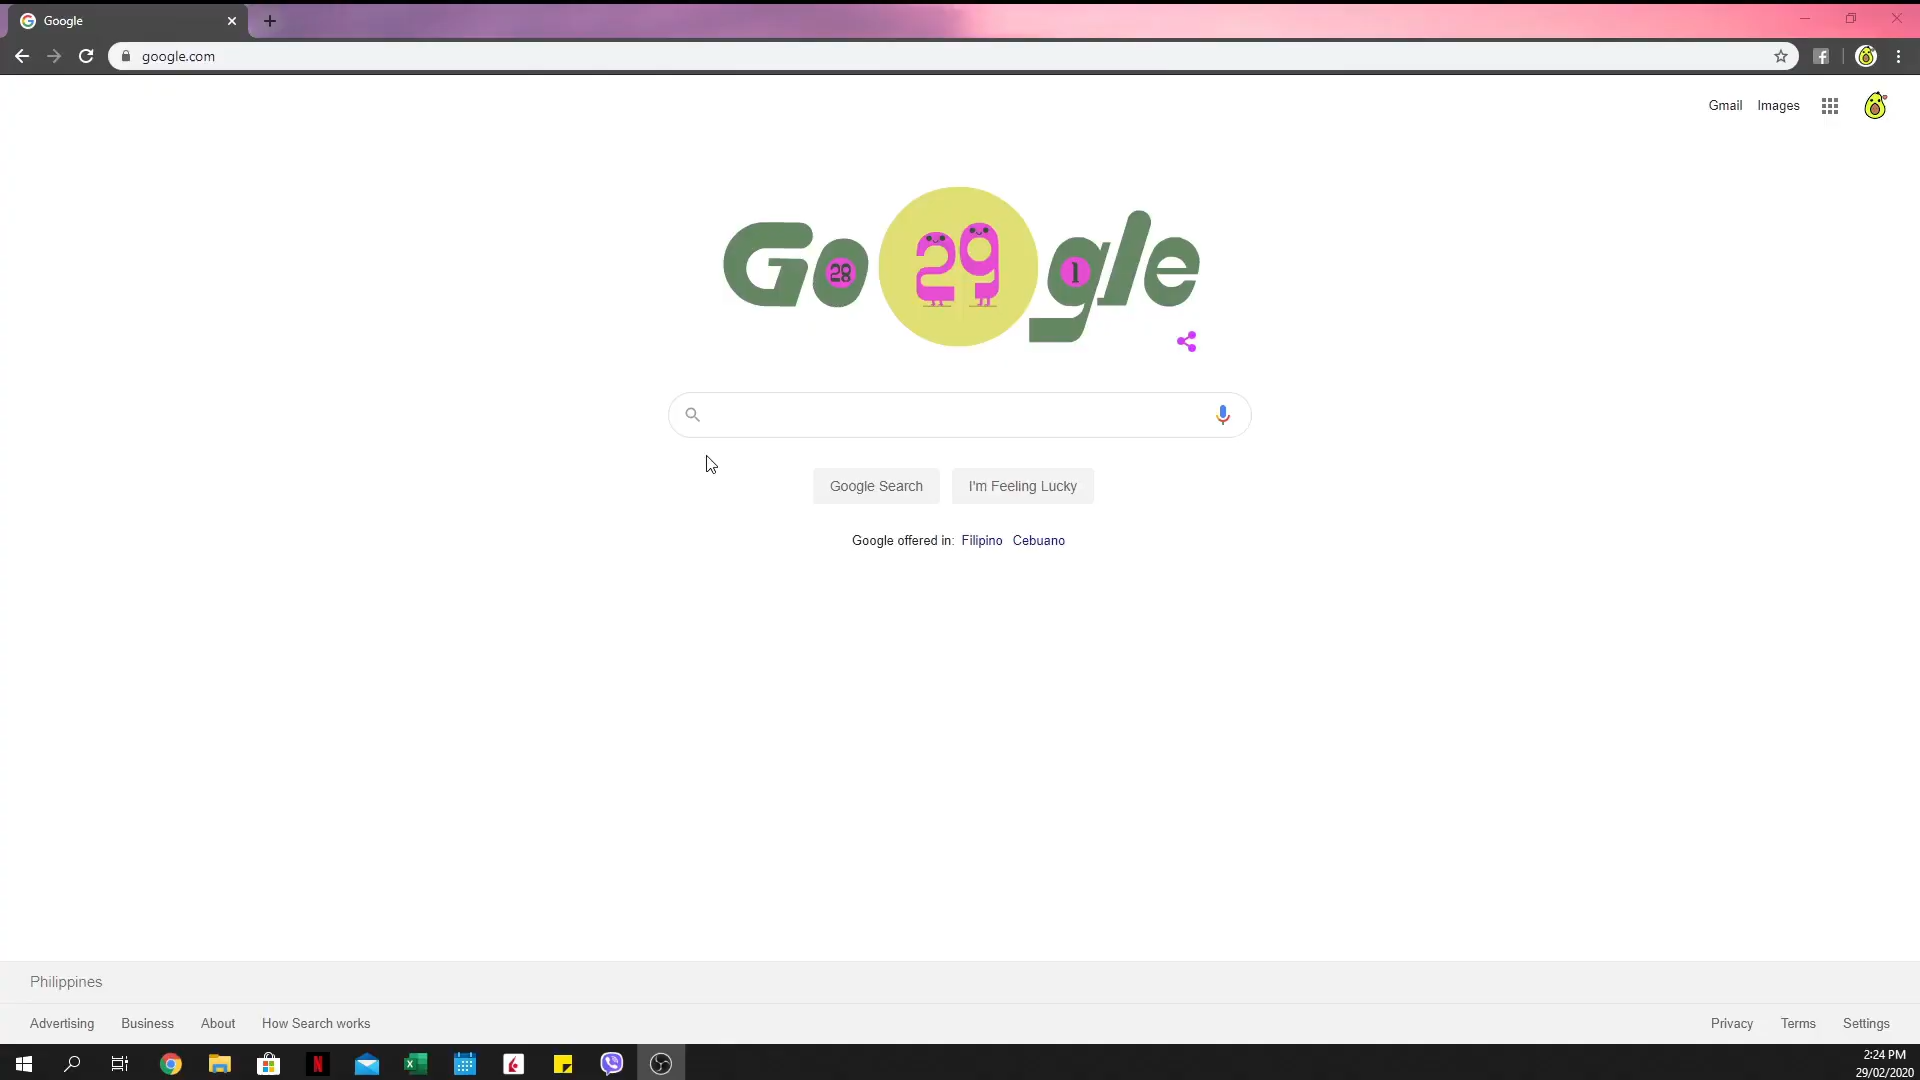 Google
google.com
Gmail Images
Go 28 29 1 gle
Google Search I'm Feeling Lucky
Google offered in: Filipino Cebuano
Philippines
Advertising Business About How Search works Privacy Terms Settings
2:24 PM
29/02/2020